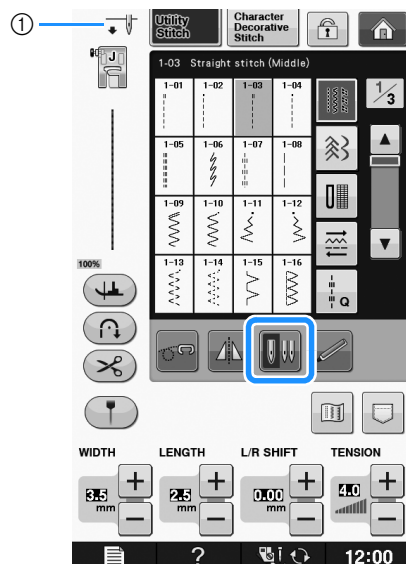 ①
Utility
Stitch
Character
Decorative
Stitch
J
1-03 Straight stitch (Middle)
1/3
1-01 1-02 1-03 1-04
1-05 1-06 1-07 1-08
1-09 1-10 1-11 1-12
1-13 1-14 1-15 1-16
Q
100%
WIDTH LENGTH L/R SHIFT TENSION
3.5 mm + −
2.5 mm + −
0.00 mm + −
4.0 + −
? 12:00